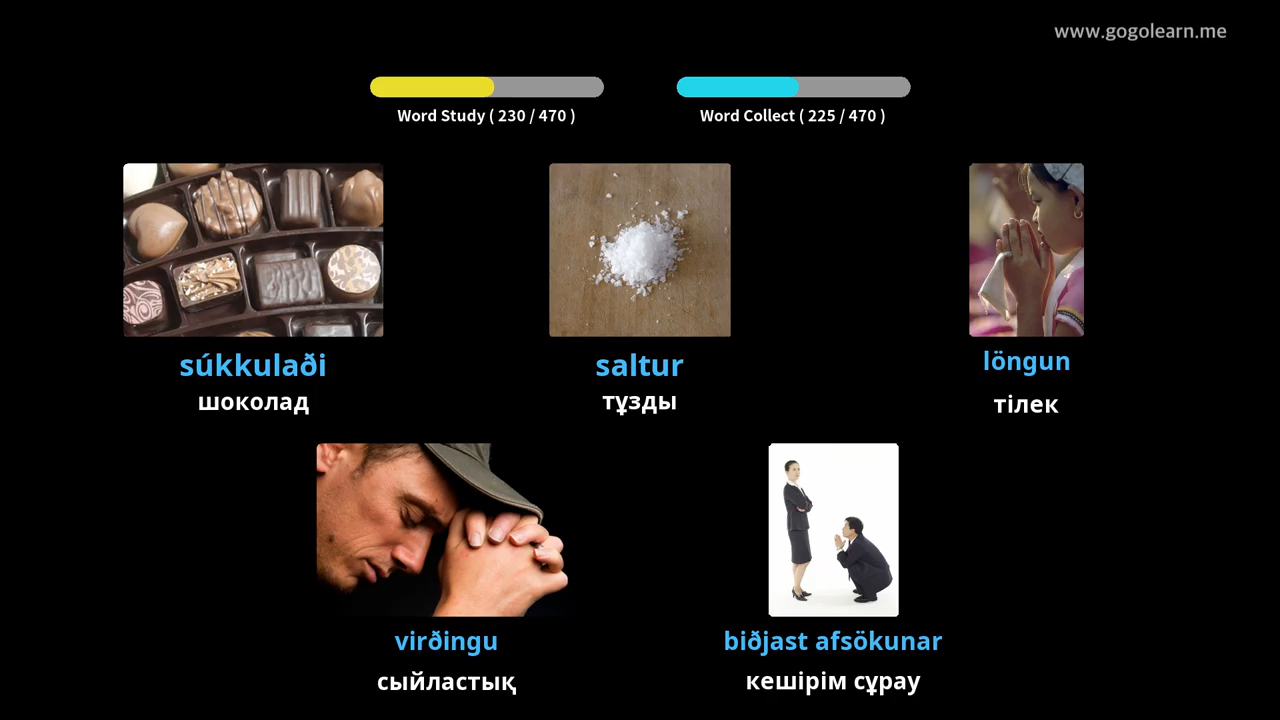 www.gogolearn.me
Word Study ( 230 / 470 )
Word Collect ( 225 / 470 )
súkkulaði
шоколад
saltur
тұзды
löngun
тілек
virðingu
сыйластық
biðjast afsökunar
кешірім сұрау